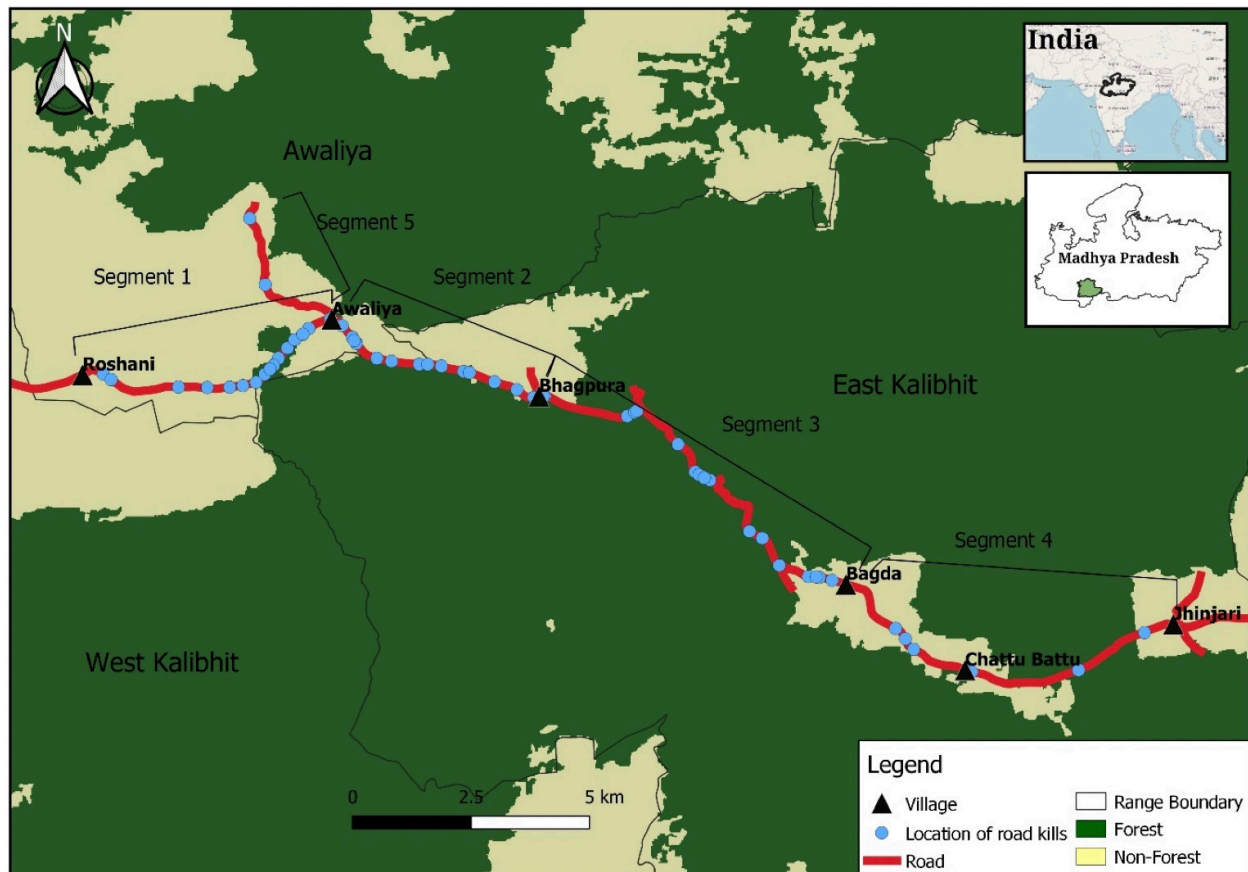 N
India
Awaliya
Segment 5
Segment 1
Segment 2
Madhya Pradesh
Awaliya
Roshani
Bhagpura
East Kalibhit
Segment 3
Segment 4
Bagda
Jhinjari
West Kalibhit
Chattu Battu
0 2.5 5 km
Legend
Village
Location of road kills
Road
Range Boundary
Forest
Non-Forest